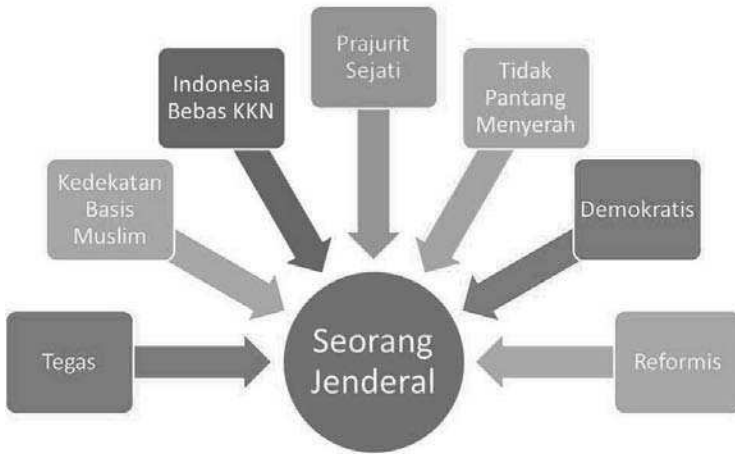 Tegas
Kedekatan
Basis
Muslim
Indonesia
Bebas KKN
Prajurit
Sejati
Tidak
Pantang
Menyerah
Demokratis
Reformis
Seorang
Jenderal